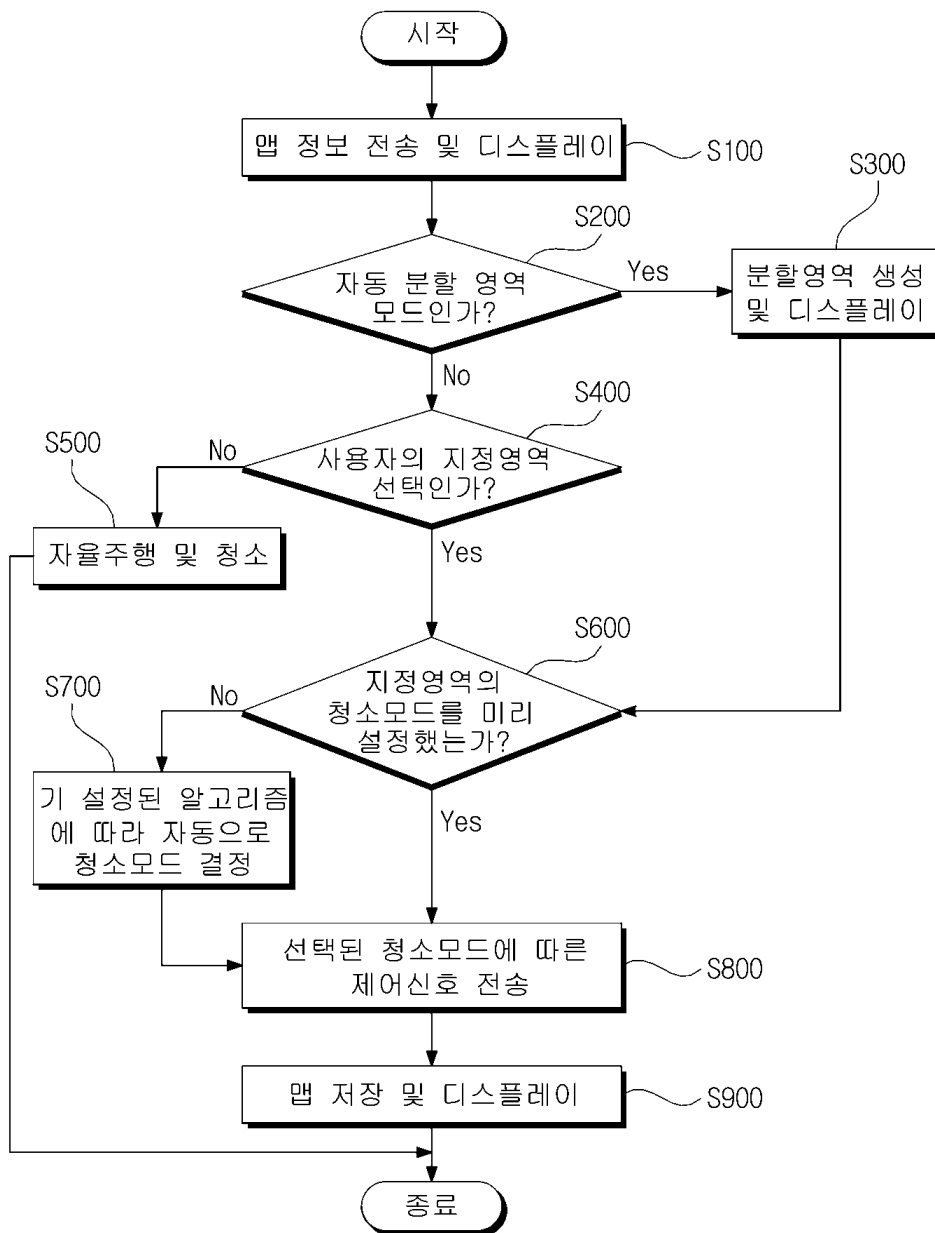 시작
맵 정보 전송 및 디스플레이
S100
S200
자동 분할 영역
모드인가?
Yes
S300
분할영역 생성
및 디스플레이
No
S400
사용자의 지정영역
선택인가?
No
S500
자율주행 및 청소
Yes
S600
지정영역의
청소모드를 미리
설정했는가?
No
S700
기 설정된 알고리즘
에 따라 자동으로
청소모드 결정
Yes
선택된 청소모드에 따른
제어신호 전송
S800
맵 저장 및 디스플레이
S900
종료